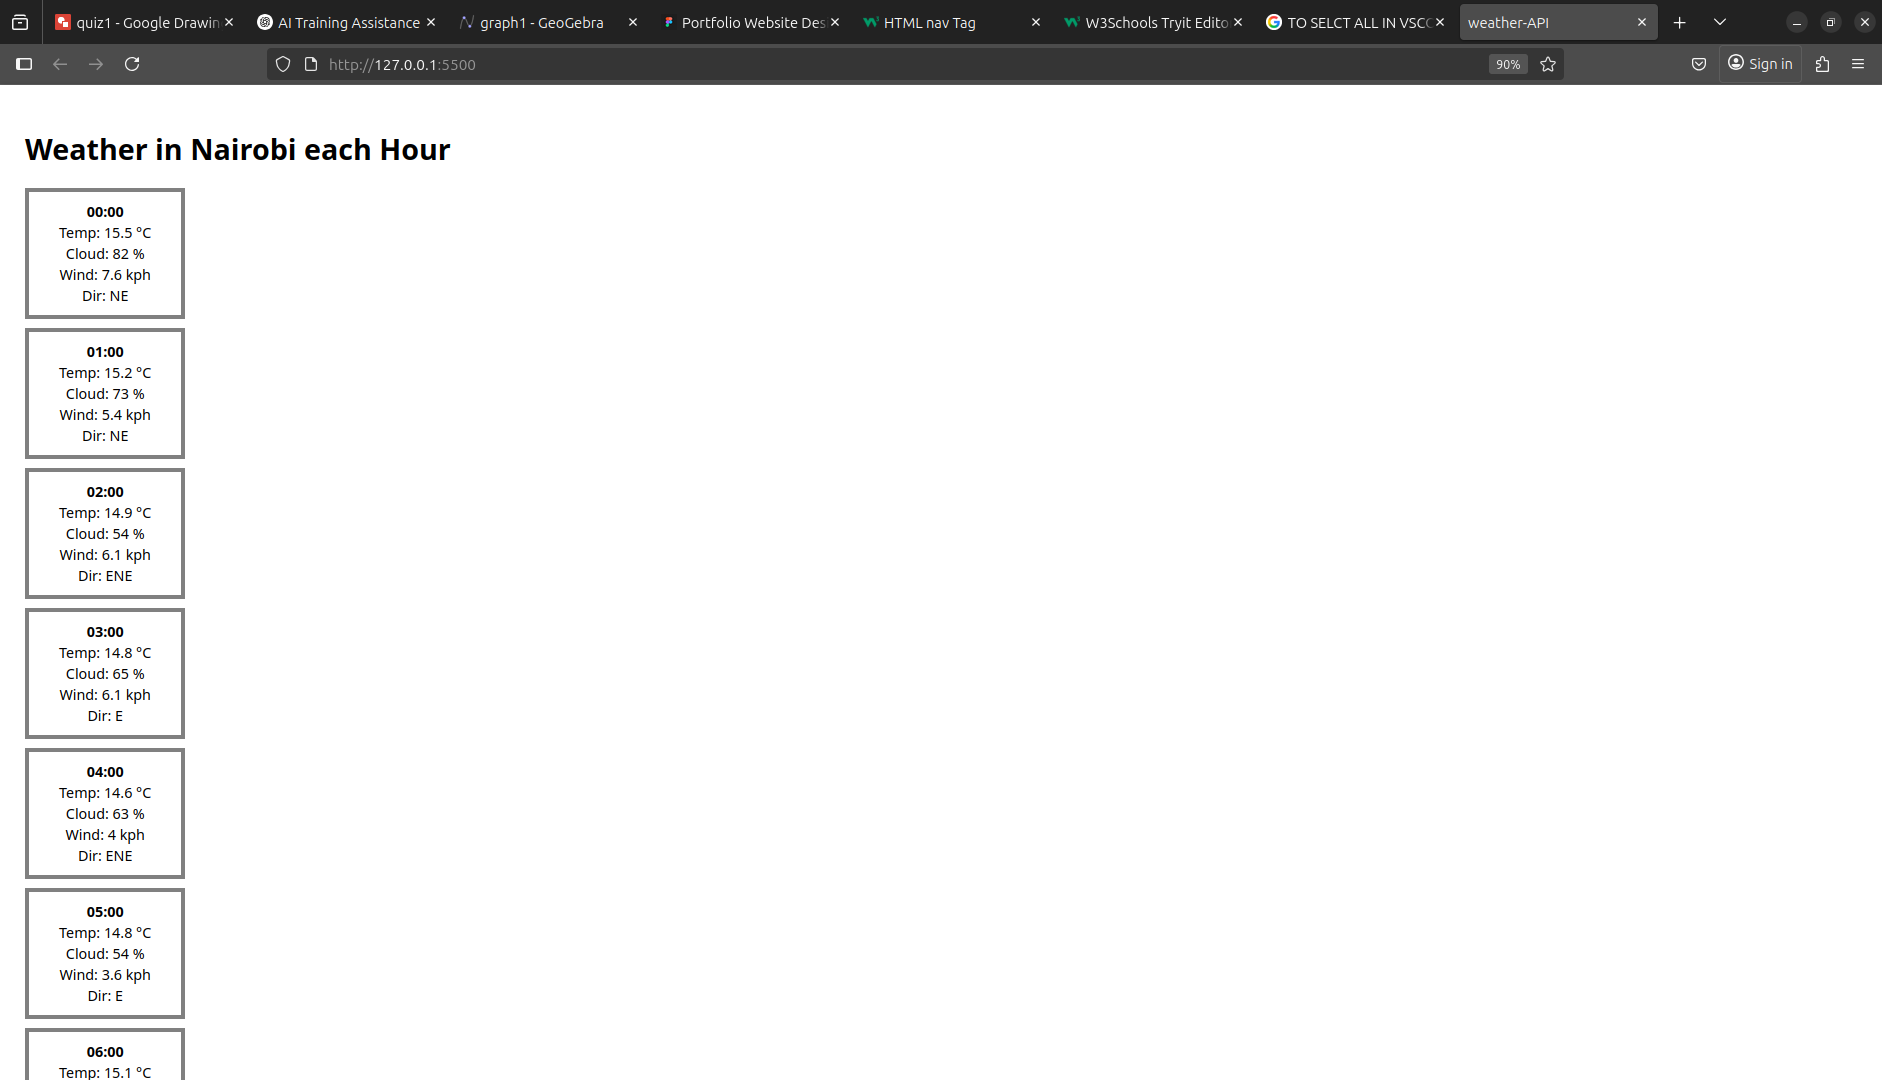 quiz1 - Google Drawin
AI Training Assistance
graph1 - GeoGebra
Portfolio Website Des
HTML nav Tag
W3Schools Tryit Edito
TO SELCT ALL IN VSCC
weather-API
http://127.0.0.1:5500
90%
Sign in
Weather in Nairobi each Hour
00:00
Temp: 15.5 °C
Cloud: 82 %
Wind: 7.6 kph
Dir: NE
01:00
Temp: 15.2 °C
Cloud: 73 %
Wind: 5.4 kph
Dir: NE
02:00
Temp: 14.9 °C
Cloud: 54 %
Wind: 6.1 kph
Dir: ENE
03:00
Temp: 14.8 °C
Cloud: 65 %
Wind: 6.1 kph
Dir: E
04:00
Temp: 14.6 °C
Cloud: 63 %
Wind: 4 kph
Dir: ENE
05:00
Temp: 14.8 °C
Cloud: 54 %
Wind: 3.6 kph
Dir: E
06:00
Temp: 15.1 °C